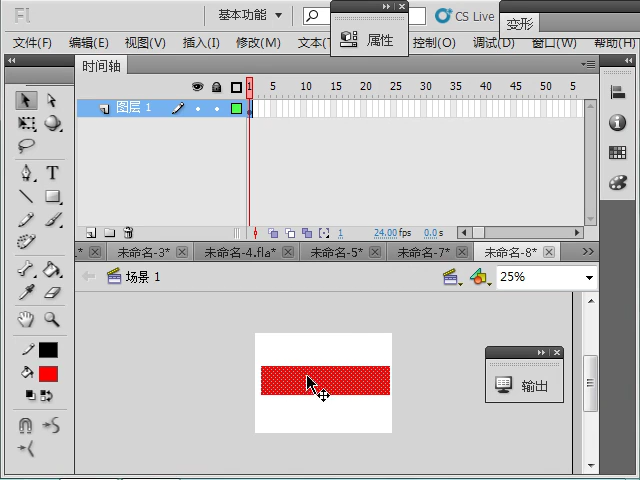 Fl
基本功能
CS Live
变形
文件(F) 编辑(E) 视图(V) 插入(I) 修改(M) 文本(T 控制(O) 调试(D) 窗口(W) 帮助(H)
属性
时间轴
1 5 10 15 20 25 30 35 40 45 50 5
图层 1
1 24.00 fps 0.0 s
1* 未命名-3* 未命名-4.fla* 未命名-5* 未命名-7* 未命名-8*
场景 1
25%
输出
T